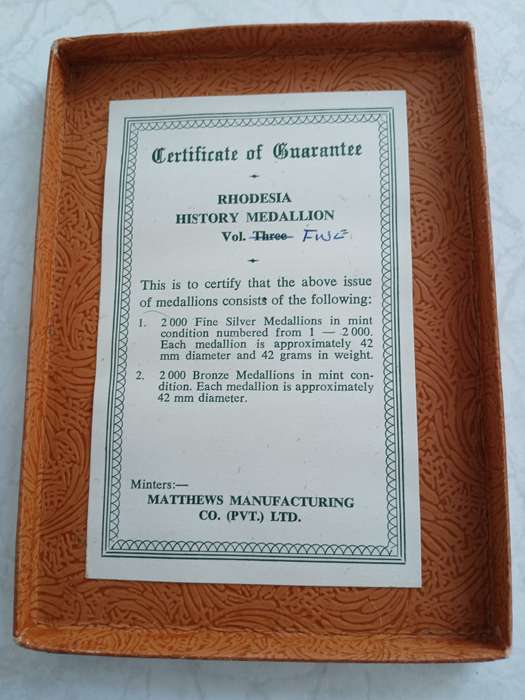 Certificate of Guarantee
RHODESIA
HISTORY MEDALLION
Vol. Three FIVE
This is to certify that the above issue
of medallions consists of the following:
1. 2 000 Fine Silver Medallions in mint
condition numbered from 1 — 2 000.
Each medallion is approximately 42
mm diameter and 42 grams in weight.
2. 2 000 Bronze Medallions in mint con-
dition. Each medallion is approximately
42 mm diameter.
Minters:—
MATTHEWS MANUFACTURING
CO. (PVT.) LTD.